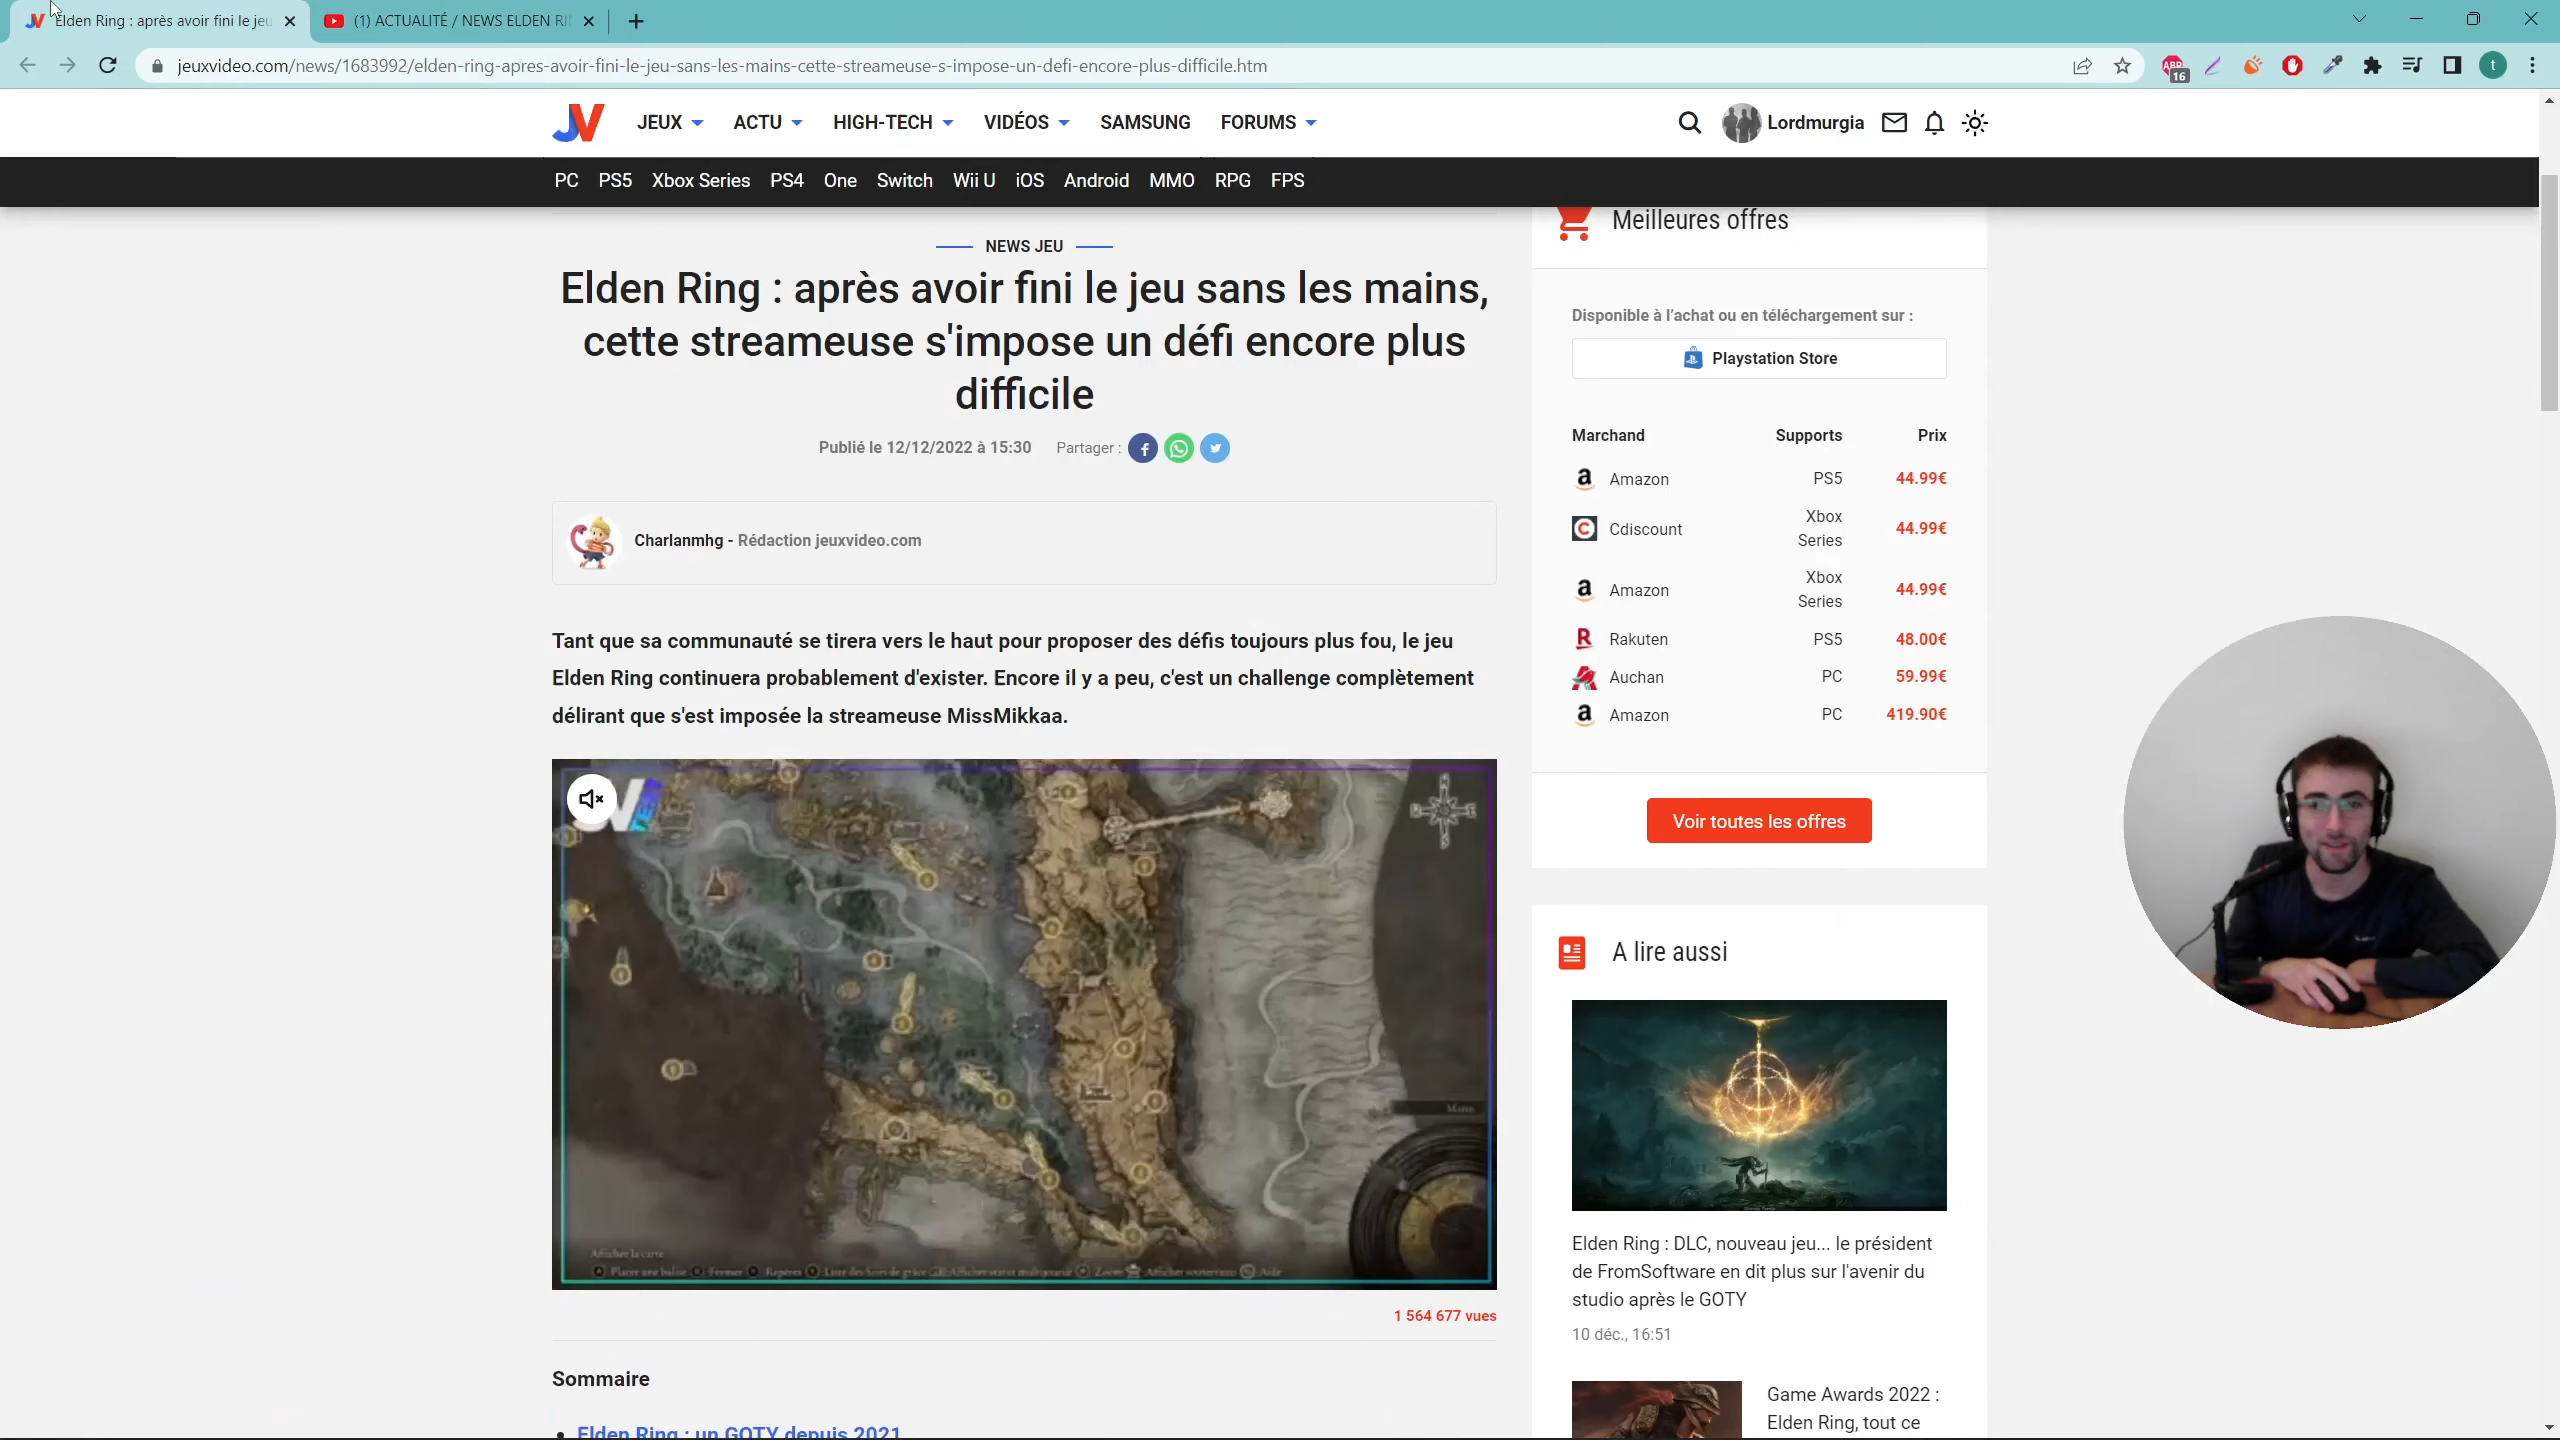 Elden Ring : après avoir fini le jeu
(1) ACTUALITÉ / NEWS ELDEN RI
jeuxvideo.com/news/1683992/elden-ring-apres-avoir-fini-le-jeu-sans-les-mains-cette-streameuse-s-impose-un-defi-encore-plus-difficile.htm
ABP
16
t
JV
JEUX
ACTU
HIGH-TECH
VIDÉOS
SAMSUNG
FORUMS
Lordmurgia
PC PS5 Xbox Series PS4 One Switch Wii U iOS Android MMO RPG FPS
NEWS JEU
Elden Ring : après avoir fini le jeu sans les mains,
cette streameuse s'impose un défi encore plus
difficile
Publié le 12/12/2022 à 15:30
Partager :
Charlanmhg - Rédaction jeuxvideo.com
Tant que sa communauté se tirera vers le haut pour proposer des défis toujours plus fou, le jeu
Elden Ring continuera probablement d'exister. Encore il y a peu, c'est un challenge complètement
délirant que s'est imposée la streameuse MissMikkaa.
Afficher la carte
1 564 677 vues
Sommaire
Elden Ring : un GOTY depuis 2021
Meilleures offres
Disponible à l'achat ou en téléchargement sur :
Playstation Store
Marchand Supports Prix
Amazon PS5 44.99€
Cdiscount Xbox Series 44.99€
Amazon Xbox Series 44.99€
Rakuten PS5 48.00€
Auchan PC 59.99€
Amazon PC 419.90€
Voir toutes les offres
A lire aussi
Elden Ring : DLC, nouveau jeu... le président
de FromSoftware en dit plus sur l'avenir du
studio après le GOTY
10 déc., 16:51
Game Awards 2022 :
Elden Ring, tout ce